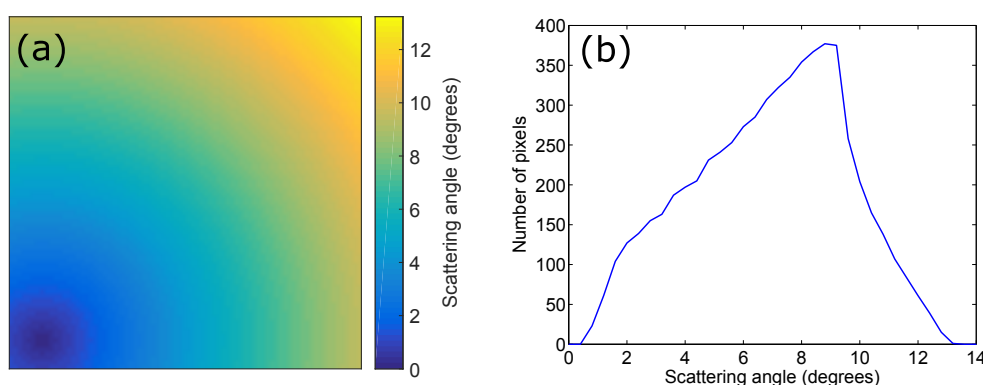 (a)
12
10
8
6
4
2
0
Scattering angle (degrees)
(b)
400
350
300
250
200
150
100
50
0
Number of pixels
0 2 4 6 8 10 12 14
Scattering angle (degrees)